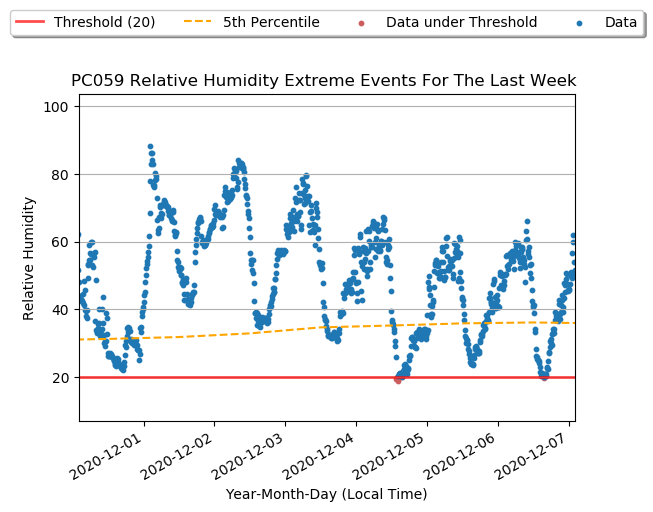 Threshold (20) 5th Percentile Data under Threshold Data
PC059 Relative Humidity Extreme Events For The Last Week
100
80
60
40
20
Relative Humidity
2020-12-01 2020-12-02 2020-12-03 2020-12-04 2020-12-05 2020-12-06 2020-12-07
Year-Month-Day (Local Time)